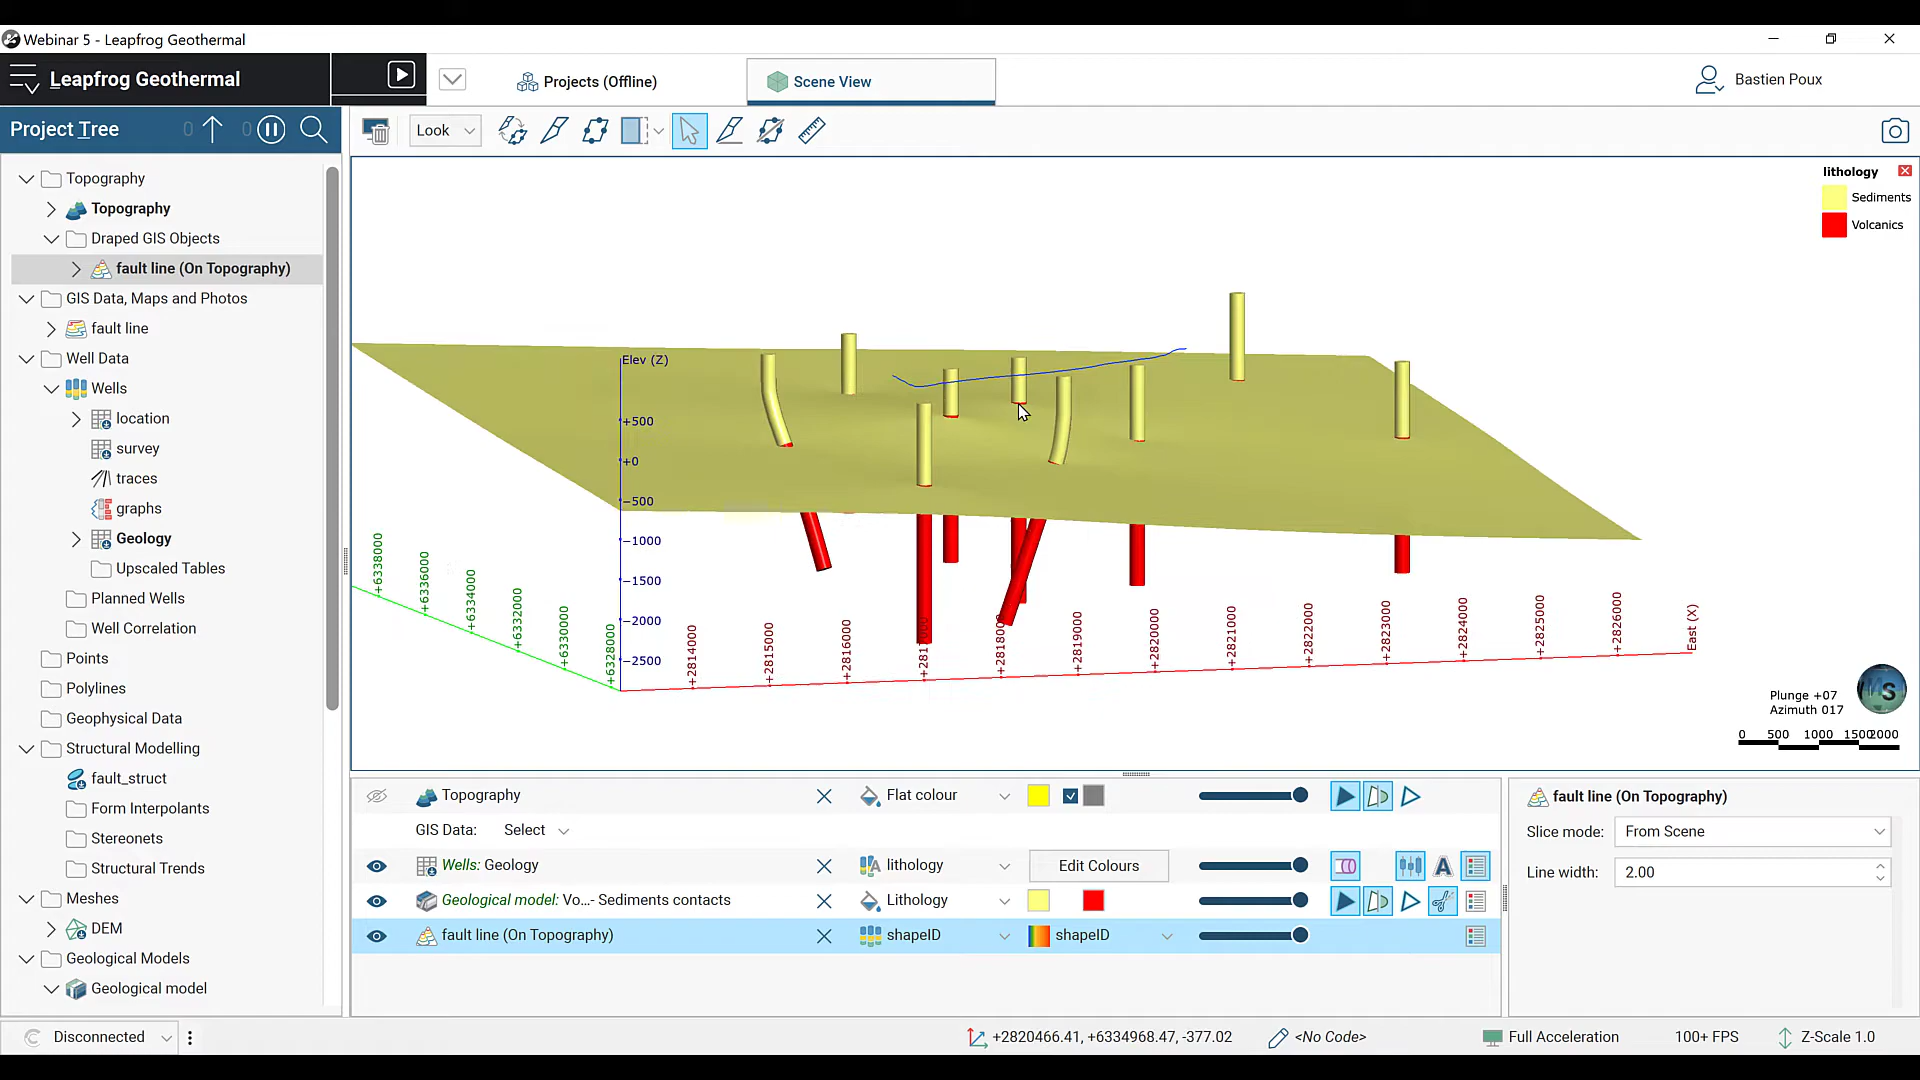 Webinar 5 - Leapfrog Geothermal
Leapfrog Geothermal
Projects (Offline)
Scene View
Bastien Poux
Project Tree
0
0
Look
Topography
Topography
Draped GIS Objects
fault line (On Topography)
GIS Data, Maps and Photos
fault line
Well Data
Wells
location
survey
traces
graphs
Geology
Upscaled Tables
Planned Wells
Well Correlation
Points
Polylines
Geophysical Data
Structural Modelling
fault_struct
Form Interpolants
Stereonets
Structural Trends
Meshes
DEM
Geological Models
Geological model
lithology
Sediments
Volcanics
Elev (Z)
+500
+0
-500
-1000
-1500
-2000
-2500
+6338000
+6336000
+6334000
+6332000
+6330000
+6328000
+2814000
+2815000
+2816000
+2818000
+2819000
+2820000
+2821000
+2822000
+2823000
+2824000
+2825000
+2826000
East (X)
S
Plunge +07
Azimuth 017
0 500 1000 1500 2000
Topography
Flat colour
GIS Data: Select
Wells: Geology
lithology
Edit Colours
A
Geological model: Vo...- Sediments contacts
Lithology
fault line (On Topography)
shapeID
shapeID
fault line (On Topography)
Slice mode: From Scene
Line width: 2.00
Disconnected
+2820466.41, +6334968.47, -377.02
<No Code>
Full Acceleration
100+ FPS
Z-Scale 1.0